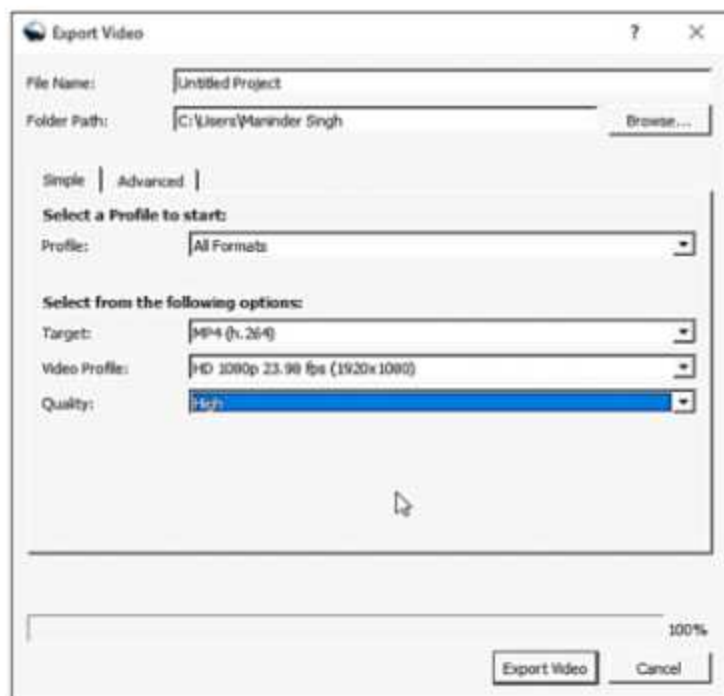 Export Video ? ×
File Name: Untitled Project
Folder Path: C:\Users\Maninder Singh Browse...
Simple Advanced
Select a Profile to start:
Profile: All Formats
Select from the following options:
Target: MP4 (h.264)
Video Profile: HD 1080p 23.98 fps (1920x1080)
Quality: High
100%
Export Video Cancel